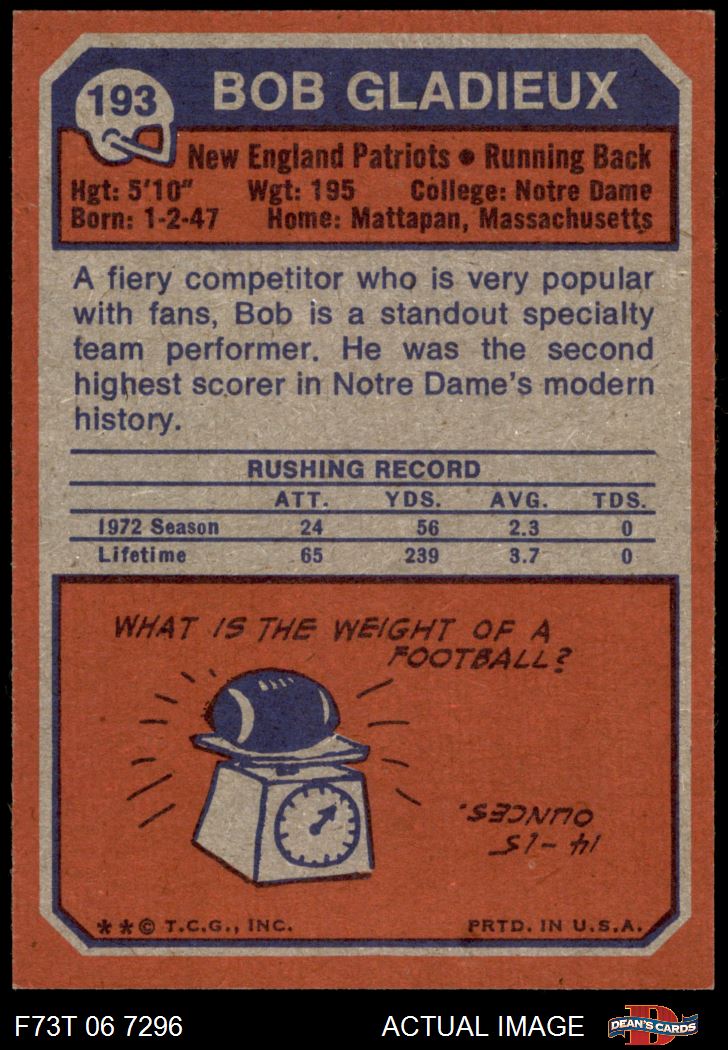 193
BOB GLADIEUX
New England Patriots • Running Back
Hgt: 5'10" Wgt: 195 College: Notre Dame
Born: 1-2-47 Home: Mattapan, Massachusetts
A fiery competitor who is very popular
with fans, Bob is a standout specialty
team performer. He was the second
highest scorer in Notre Dame's modern
history.
RUSHING RECORD
ATT. YDS. AVG. TDS.
1972 Season 24 56 2.3 0
Lifetime 65 239 3.7 0
WHAT IS THE WEIGHT OF A
FOOTBALL?
14-15
OUNCES.
**© T.C.G., INC. PRTD. IN U.S.A.
F73T 06 7296 ACTUAL IMAGE D DEAN'S CARDS